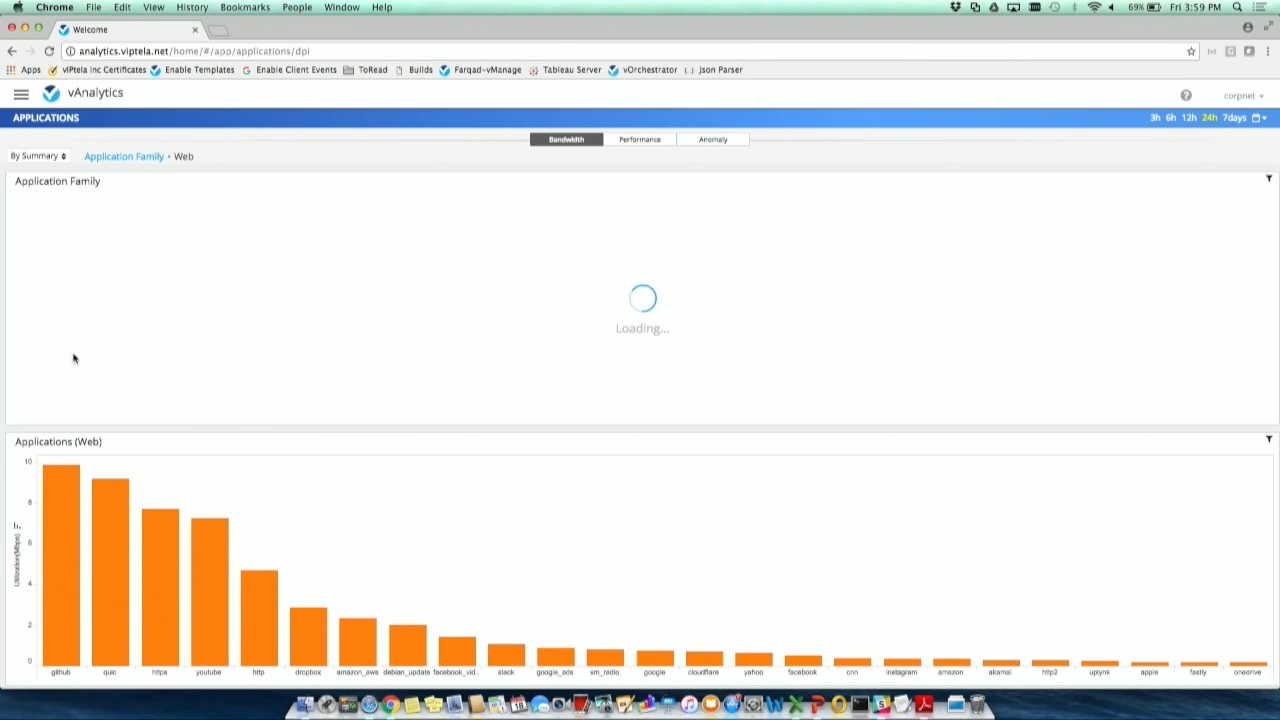 Chrome File Edit View History Bookmarks People Window Help 69% Fri 3:59 PM
Welcome
analytics.viptela.net/home/#/app/applications/dpi
Apps vIPtela Inc Certificates Enable Templates Enable Client Events ToRead Builds Farqad-vManage Tableau Server vOrchestrator Json Parser
vAnalytics corpnet
APPLICATIONS 3h 6h 12h 24h 7days
Bandwidth Performance Anomaly
By Summary Application Family Web
Application Family
Loading...
Applications (Web)
10
8
6
4
2
0
Utilization(Mbps)
github quic https youtube http dropbox amazon_aws debian_update facebook_vid.. slack google_ads xm_radio google cloudflare yahoo facebook cnn instagram amazon akamai http2 uplynk apple fastly onedrive